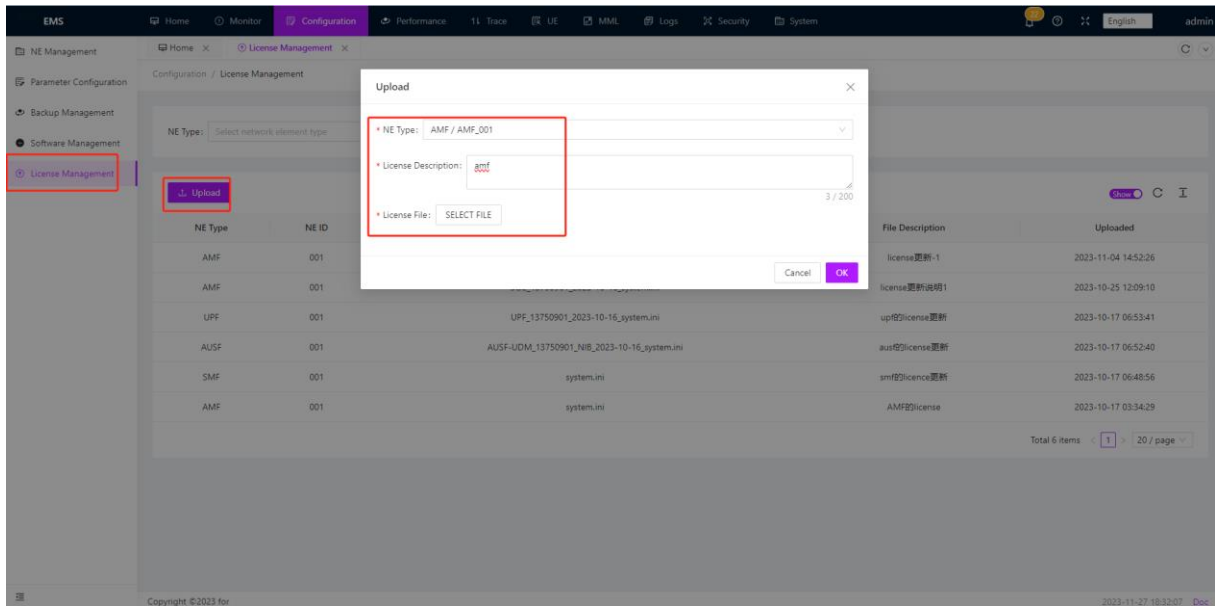 EMS Home Monitor Configuration Performance Trace UE MML Logs Security System English admin
NE Management
Parameter Configuration
Backup Management
Software Management
License Management
Home License Management
Configuration / License Management
NE Type: Select network element type
Upload
Show
Upload
* NE Type: AMF / AMF_001
* License Description: amf
3 / 200
* License File: SELECT FILE
Cancel OK
NE Type NE ID File Description Uploaded
AMF 001 license更新-1 2023-11-04 14:52:26
AMF 001 license更新说明1 2023-10-25 12:09:10
UPF 001 UPF_13750901_2023-10-16_system.ini upf的license更新 2023-10-17 06:53:41
AUSF 001 AUSF-UDM_13750901_NIB_2023-10-16_system.ini ausf的license更新 2023-10-17 06:52:40
SMF 001 system.ini smf的licence更新 2023-10-17 06:48:56
AMF 001 system.ini AMF的license 2023-10-17 03:34:29
Total 6 items 1 20 / page
Copyright ©2023 for 2023-11-27 18:32:07 Doc